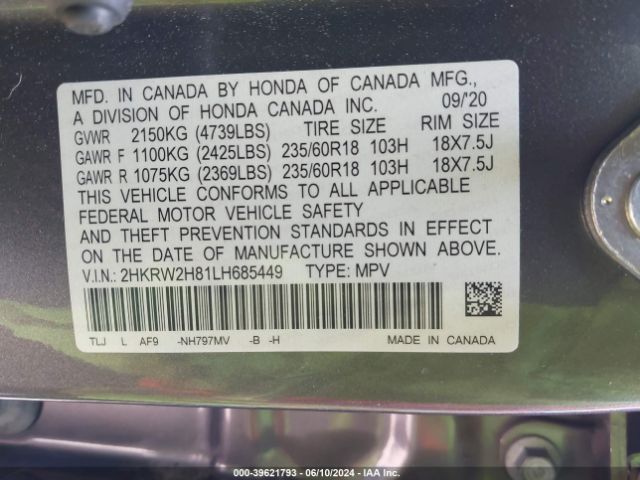 MFD. IN CANADA BY HONDA OF CANADA MFG.,
A DIVISION OF HONDA CANADA INC. 09/'20
GVWR 2150KG (4739LBS) TIRE SIZE RIM SIZE
GAWR F 1100KG (2425LBS) 235/60R18 103H 18X7.5J
GAWR R 1075KG (2369LBS) 235/60R18 103H 18X7.5J
THIS VEHICLE CONFORMS TO ALL APPLICABLE
FEDERAL MOTOR VEHICLE SAFETY
AND THEFT PREVENTION STANDARDS IN EFFECT
ON THE DATE OF MANUFACTURE SHOWN ABOVE.
V.I.N.: 2HKRW2H81LH685449 TYPE: MPV
TLJ L AF9 -NH797MV -B -H MADE IN CANADA
000-39621793 - 06/10/2024 - IAA Inc.